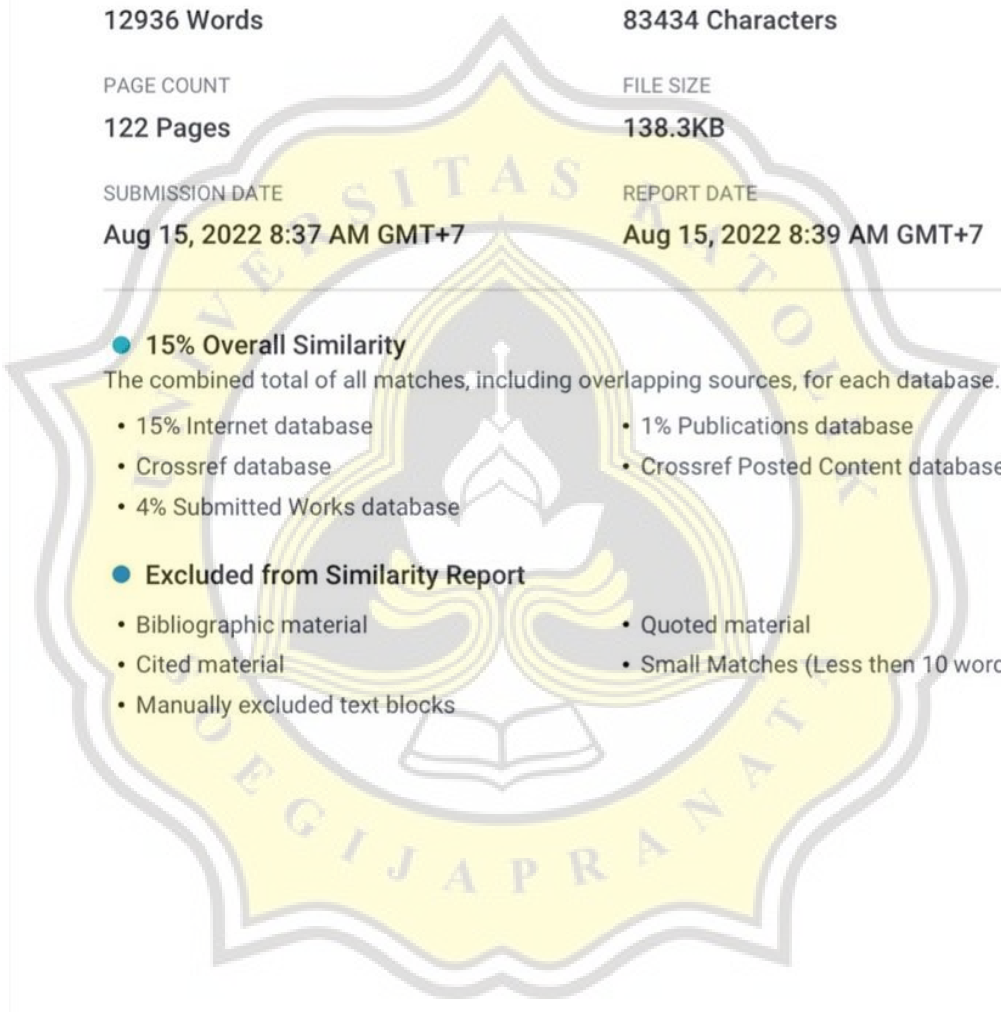 12936 Words 83434 Characters
PAGE COUNT FILE SIZE
122 Pages 138.3KB
SUBMISSION DATE REPORT DATE
Aug 15, 2022 8:37 AM GMT+7 Aug 15, 2022 8:39 AM GMT+7
15% Overall Similarity
The combined total of all matches, including overlapping sources, for each database.
• 15% Internet database • 1% Publications database
• Crossref database • Crossref Posted Content database
• 4% Submitted Works database
Excluded from Similarity Report
• Bibliographic material • Quoted material
• Cited material • Small Matches (Less then 10 word
• Manually excluded text blocks
UNIVERSITAS KATOLIK
SOEGIJAPRANATA